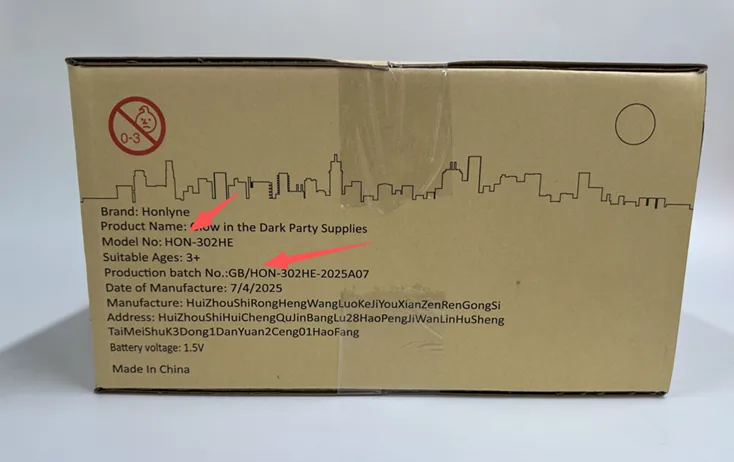 0-3
Brand: Honlyne
Product Name: Glow in the Dark Party Supplies
Model No: HON-302HE
Suitable Ages: 3+
Production batch No.:GB/HON-302HE-2025A07
Date of Manufacture: 7/4/2025
Manufacture: HuiZhouShiRongHengWangLuoKeJiYouXianZenRenGongSi
Address: HuiZhouShiHuiChengQuJinBangLu28HaoPengJiWanLinHuSheng
TaiMeiShuK3Dong1DanYuan2Ceng01HaoFang
Battery voltage: 1.5V
Made In China